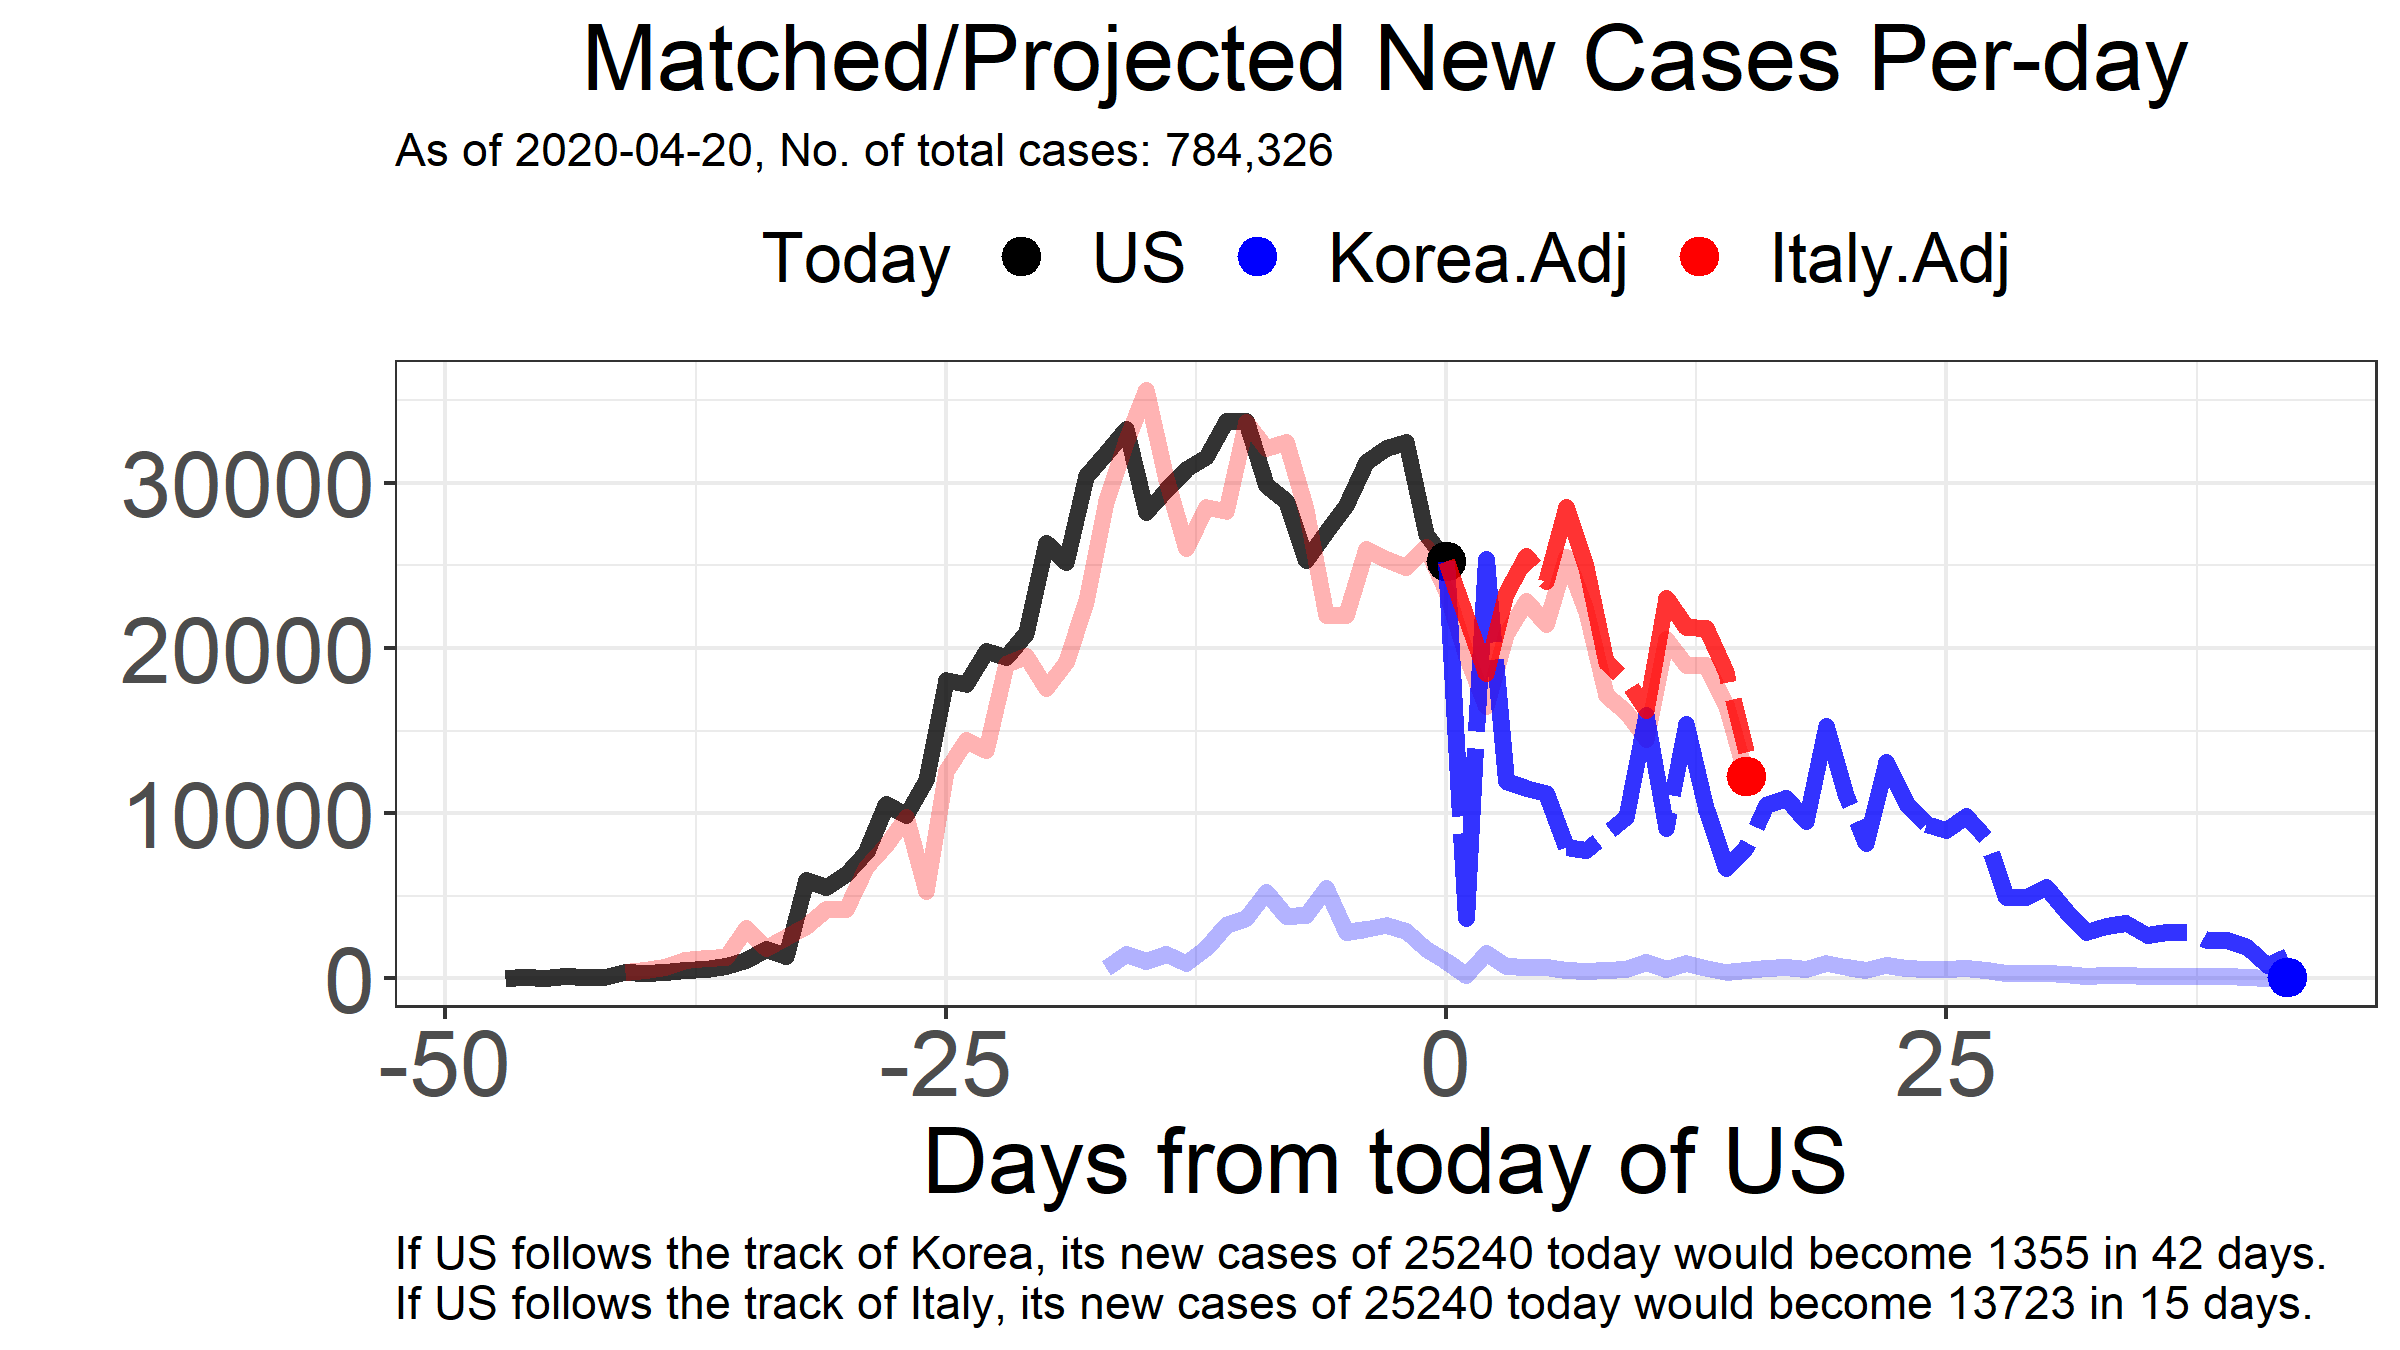 Matched/Projected New Cases Per-day
As of 2020-04-20, No. of total cases: 784,326
Today US Korea.Adj Italy.Adj
30000
20000
10000
0
-50 -25 0 25
Days from today of US
If US follows the track of Korea, its new cases of 25240 today would become 1355 in 42 days.
If US follows the track of Italy, its new cases of 25240 today would become 13723 in 15 days.